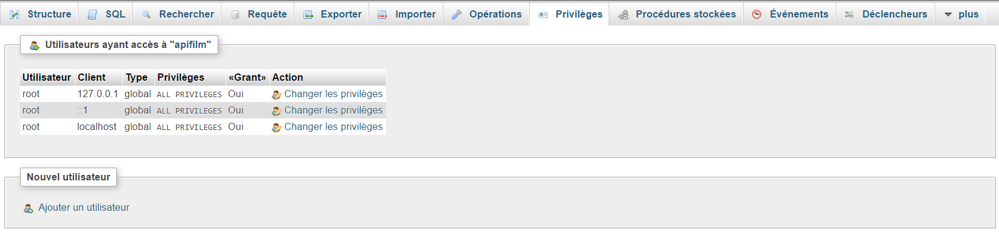 Structure SQL Rechercher Requête Exporter Importer Opérations Privilèges Procédures stockées Événements Déclencheurs plus
Utilisateurs ayant accès à "apifilm"
Utilisateur Client Type Privilèges «Grant» Action
root 127.0.0.1 global ALL PRIVILEGES Oui Changer les privilèges
root ::1 global ALL PRIVILEGES Oui Changer les privilèges
root localhost global ALL PRIVILEGES Oui Changer les privilèges
Nouvel utilisateur
Ajouter un utilisateur